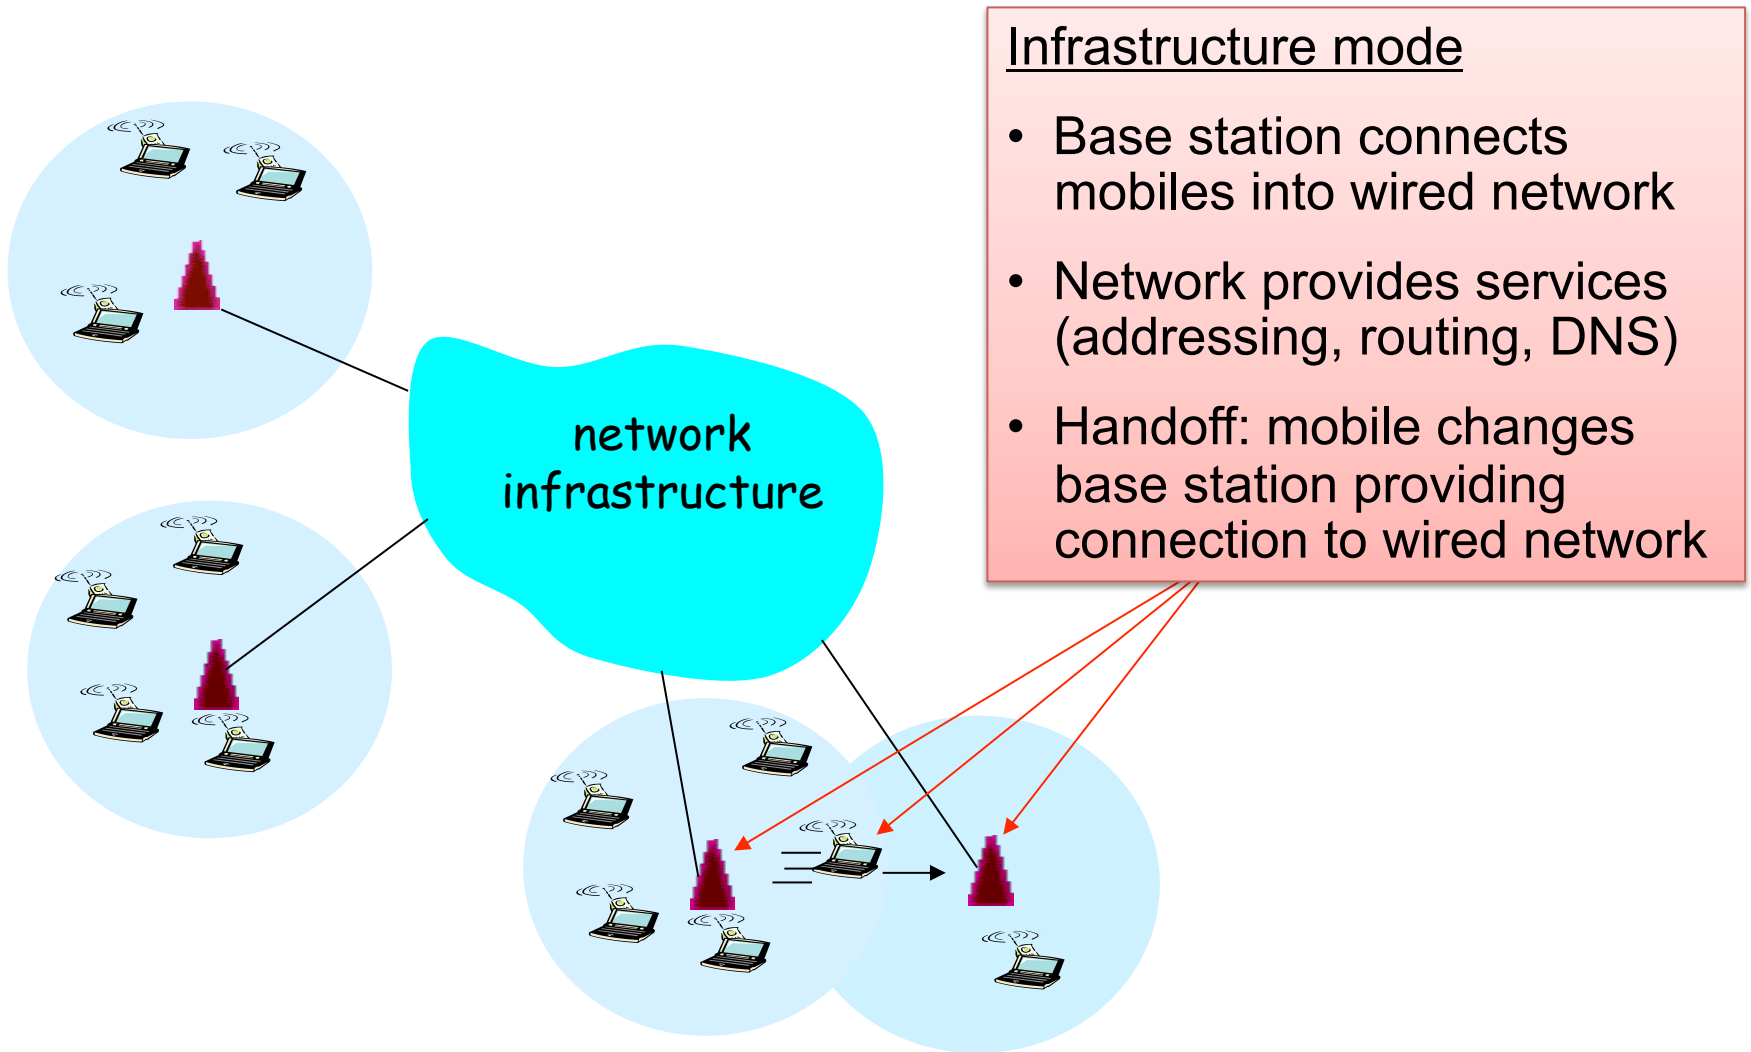 Infrastructure mode
• Base station connects
mobiles into wired network
• Network provides services
(addressing, routing, DNS)
• Handoff: mobile changes
base station providing
connection to wired network
network
infrastructure